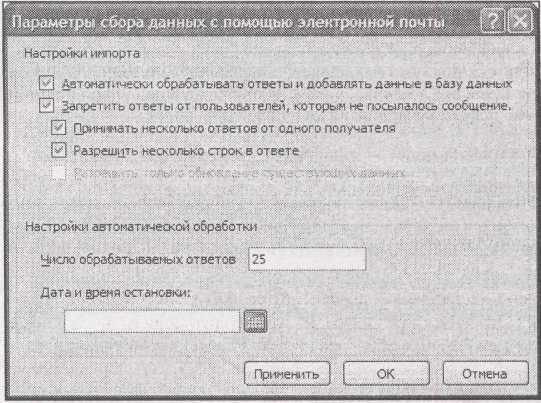 Параметры сбора данных с помощью электронной почты
Настройки импорта
Автоматически обрабатывать ответы и добавлять данные в базу данных
Запретить ответы от пользователей, которым не посылалось сообщение.
Принимать несколько ответов от одного получателя
Разрешить несколько строк в ответе
Разрешить только обновление существующих данных
Настройки автоматической обработки
Число обрабатываемых ответов 25
Дата и время остановки:
Применить ОК Отмена